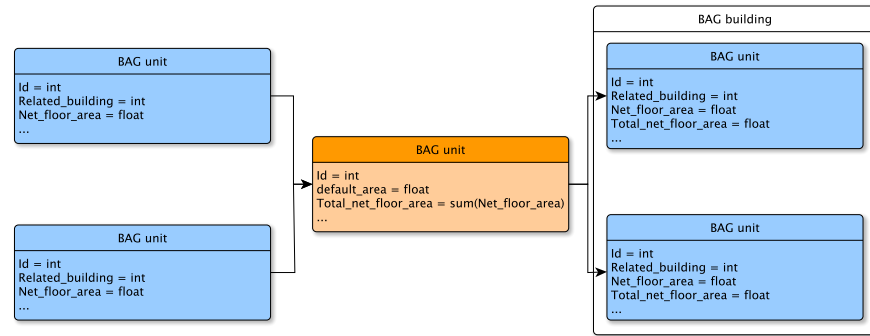 BAG unit
Id = int
Related_building = int
Net_floor_area = float
...
BAG unit
Id = int
Related_building = int
Net_floor_area = float
...
BAG unit
Id = int
default_area = float
Total_net_floor_area = sum(Net_floor_area)
...
BAG building
BAG unit
Id = int
Related_building = int
Net_floor_area = float
Total_net_floor_area = float
...
BAG unit
Id = int
Related_building = int
Net_floor_area = float
Total_net_floor_area = float
...